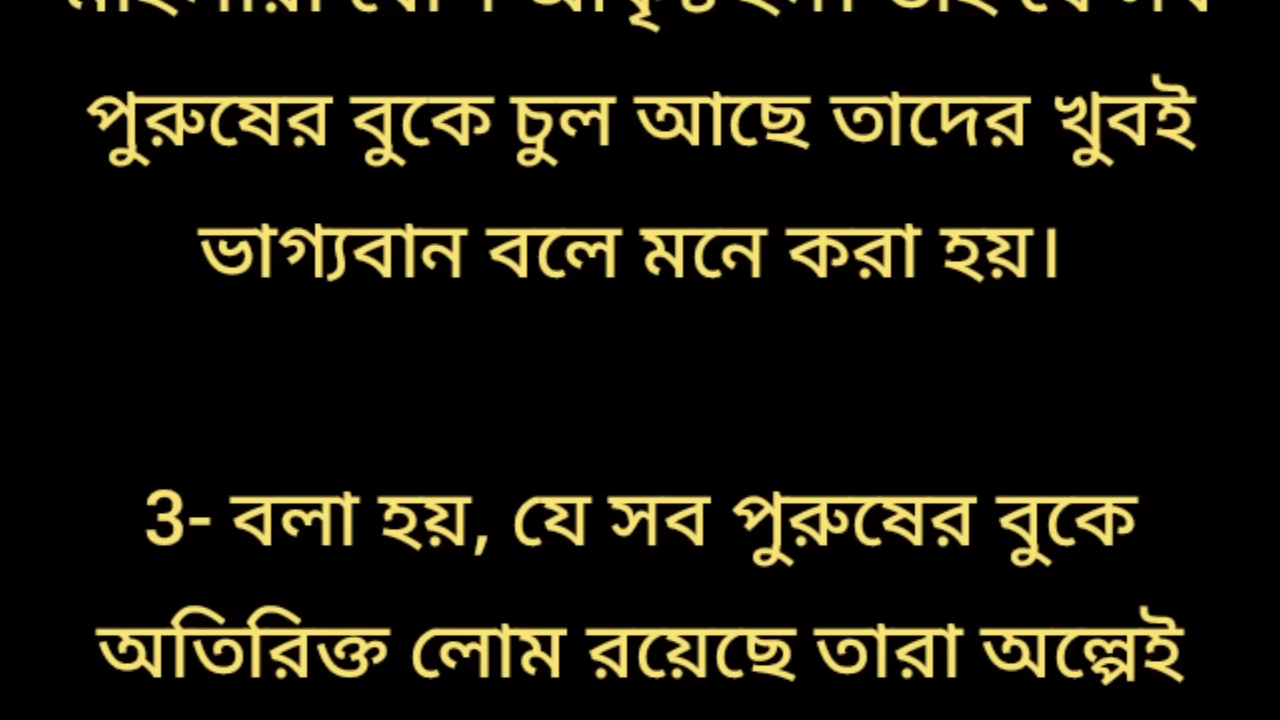 পুরুষের বুকে চুল আছে তাদের খুবই
ভাগ্যবান বলে মনে করা হয়।
3- বলা হয়, যে সব পুরুষের বুকে
অতিরিক্ত লোম রয়েছে তারা অল্পেই